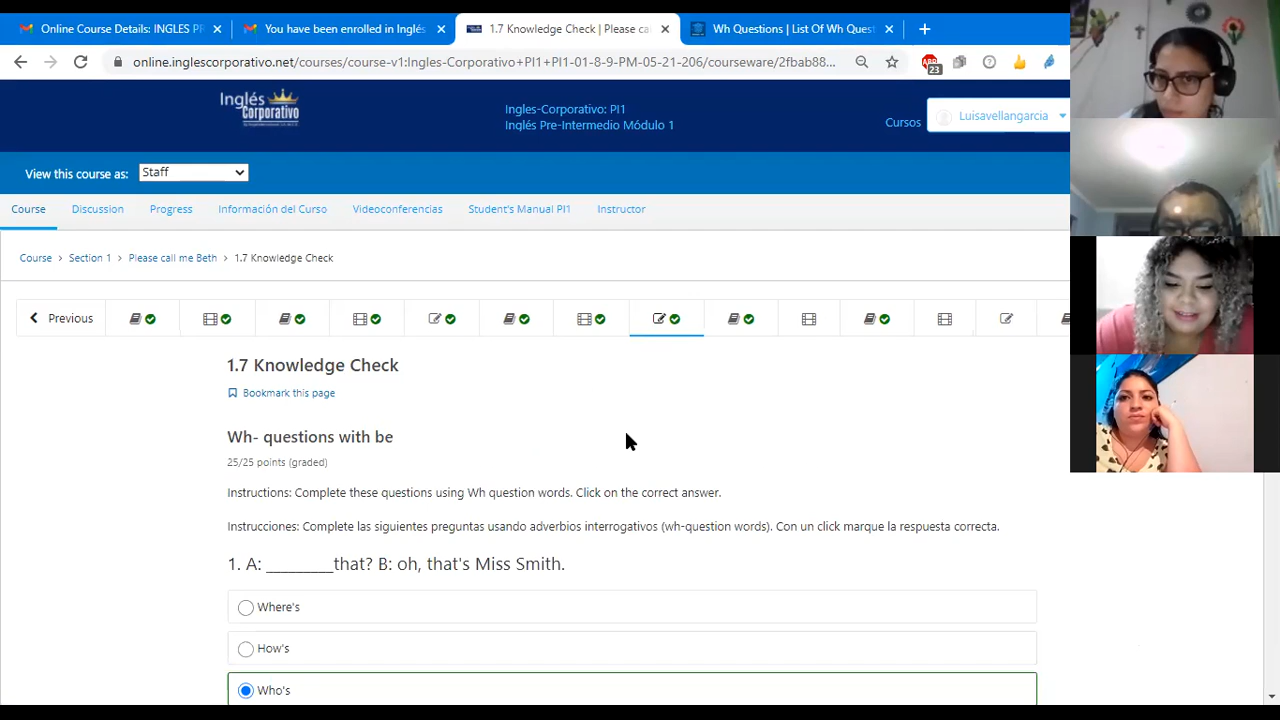 Online Course Details: INGLES PR
You have been enrolled in Inglés
1.7 Knowledge Check | Please ca
Wh Questions | List Of Wh Quest
online.inglescorporativo.net/courses/course-v1:Ingles-Corporativo+PI1+PI1-01-8-9-PM-05-21-206/courseware/2fbab88...
23
Inglés
Corporativo
Ingles-Corporativo: PI1
Inglés Pre-Intermedio Módulo 1
Cursos
Luisavellangarcia
View this course as:
Staff
Course
Discussion
Progress
Información del Curso
Videoconferencias
Student's Manual PI1
Instructor
Course > Section 1 > Please call me Beth > 1.7 Knowledge Check
Previous
1.7 Knowledge Check
Bookmark this page
Wh- questions with be
25/25 points (graded)
Instructions: Complete these questions using Wh question words. Click on the correct answer.
Instrucciones: Complete las siguientes preguntas usando adverbios interrogativos (wh-question words). Con un click marque la respuesta correcta.
1. A: _________that? B: oh, that's Miss Smith.
Where's
How's
Who's